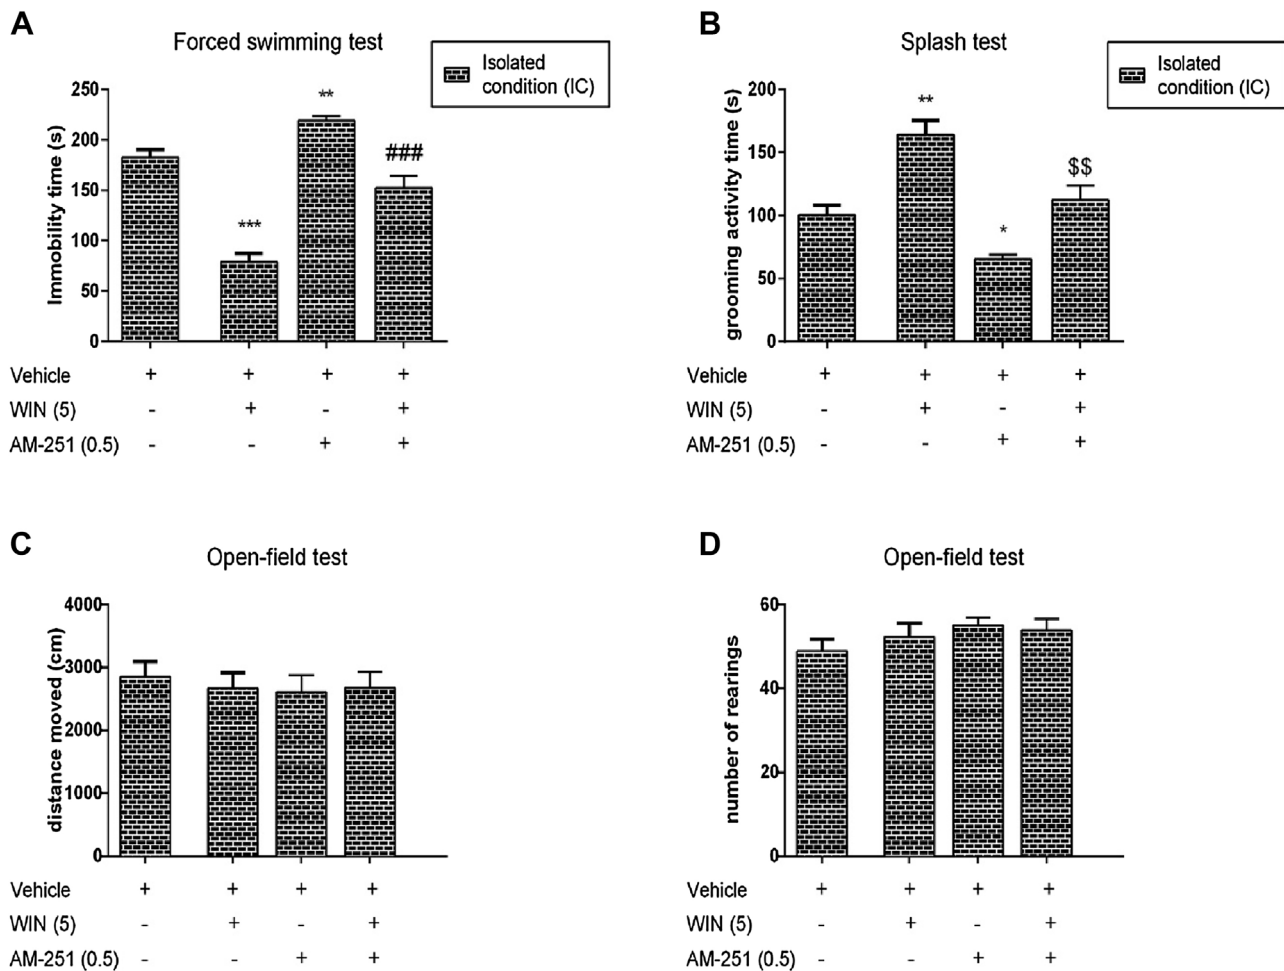 A
Forced swimming test
Isolated
condition (IC)
Immobility time (s)
250
200
150
100
50
0
**
###
***
Vehicle + + + +
WIN (5) - + - +
AM-251 (0.5) - - + +
B
Splash test
Isolated
condition (IC)
grooming activity time (s)
200
150
100
50
0
**
$$
*
Vehicle + + + +
WIN (5) - + - +
AM-251 (0.5) - - + +
C
Open-field test
distance moved (cm)
4000
3000
2000
1000
0
Vehicle + + + +
WIN (5) - + - +
AM-251 (0.5) - - + +
D
Open-field test
number of rearings
60
40
20
0
Vehicle + + + +
WIN (5) - + - +
AM-251 (0.5) - - + +